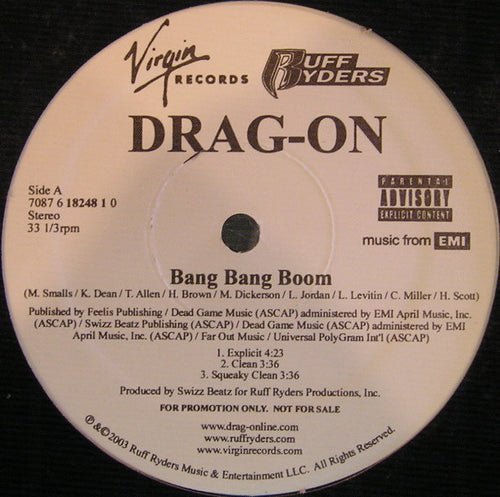 Virgin RECORDS
RUFF RYDERS
DRAG-ON
Side A
7087 6 18248 1 0
Stereo
33 1/3rpm
PARENTAL
ADVISORY
EXPLICIT CONTENT
music from EMI
Bang Bang Boom
(M. Smalls / K. Dean / T. Allen / H. Brown / M. Dickerson / L. Jordan / L. Levitin / C. Miller / H. Scott)
Published by Feelis Publishing / Dead Game Music (ASCAP) administered by EMI April Music, Inc.
(ASCAP) / Swizz Beatz Publishing (ASCAP) / Dead Game Music (ASCAP) administered by EMI
April Music, Inc. (ASCAP) / Far Out Music / Universal PolyGram Int'l (ASCAP)
1. Explicit 4:23
2. Clean 3:36
3. Squeaky Clean 3:36
Produced by Swizz Beatz for Ruff Ryders Productions, Inc.
FOR PROMOTION ONLY. NOT FOR SALE
www.drag-online.com
www.ruffryders.com
www.virginrecords.com
℗ &©2003 Ruff Ryders Music & Entertainment LLC. All Rights Reserved.